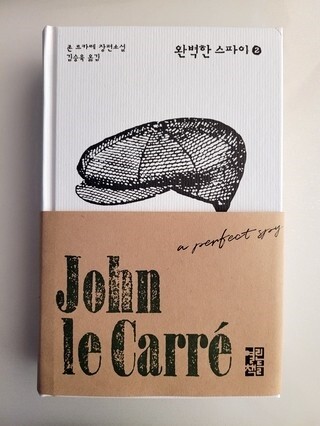 존 르카레 장편소설
김승욱 옮김
완벽한 스파이 2
a perfect spy
John
le Carré
열린
책들